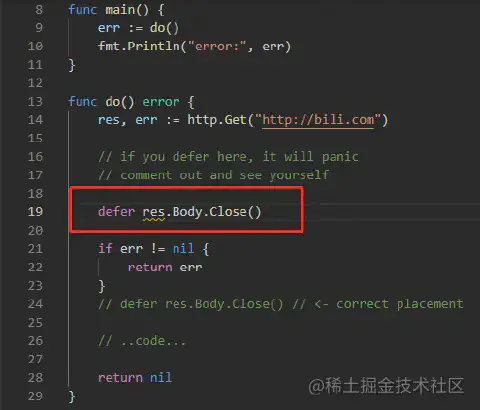 8 func main() {
9 err := do()
10 fmt.Println("error:", err)
11 }
12
13 func do() error {
14 res, err := http.Get("http://bili.com")
15
16 // if you defer here, it will panic
17 // comment out and see yourself
18
19 defer res.Body.Close()
20
21 if err != nil {
22 return err
23 }
24 // defer res.Body.Close() // <- correct placement
25
26 // ..code...
27
28 return nil
29 }
@稀土掘金技术社区